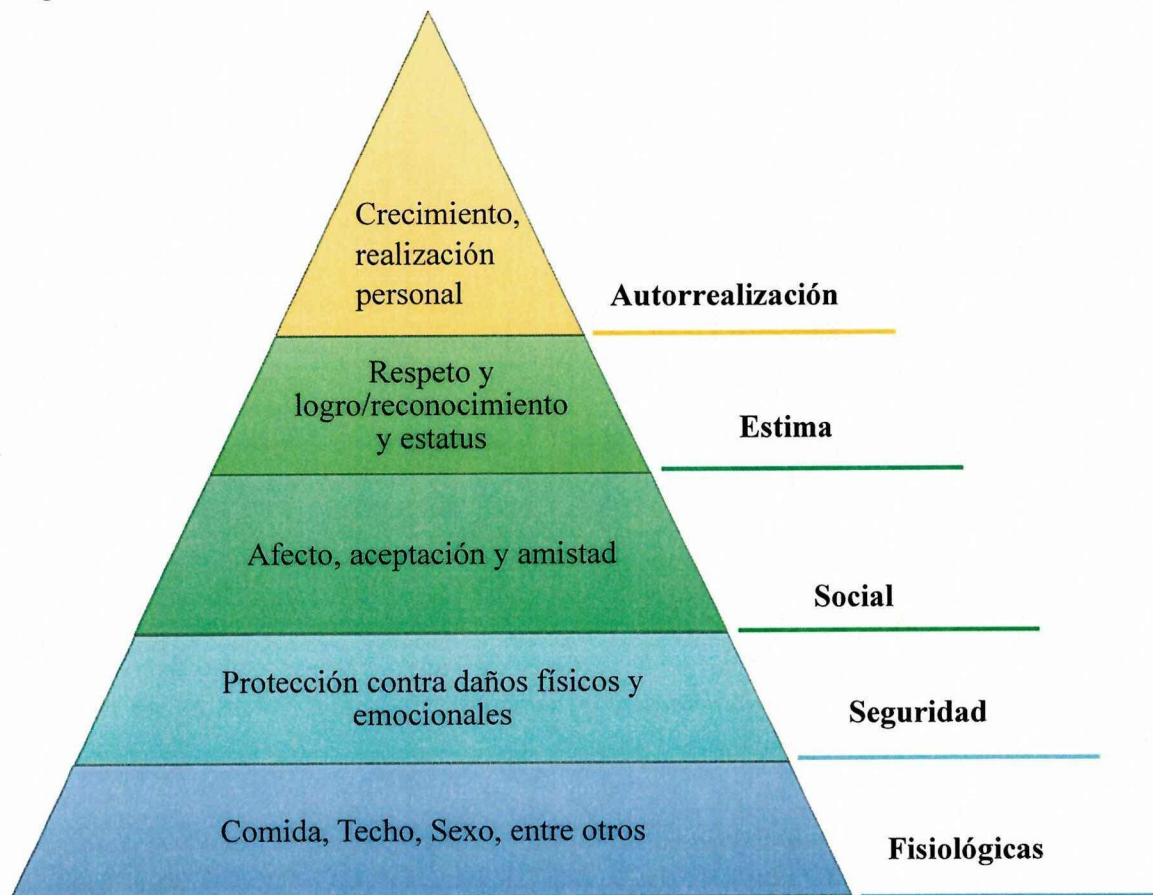 Crecimiento,
realización
personal
Autorrealización
Respeto y
logro/reconocimiento
y estatus
Estima
Afecto, aceptación y amistad
Social
Protección contra daños físicos y
emocionales
Seguridad
Comida, Techo, Sexo, entre otros
Fisiológicas